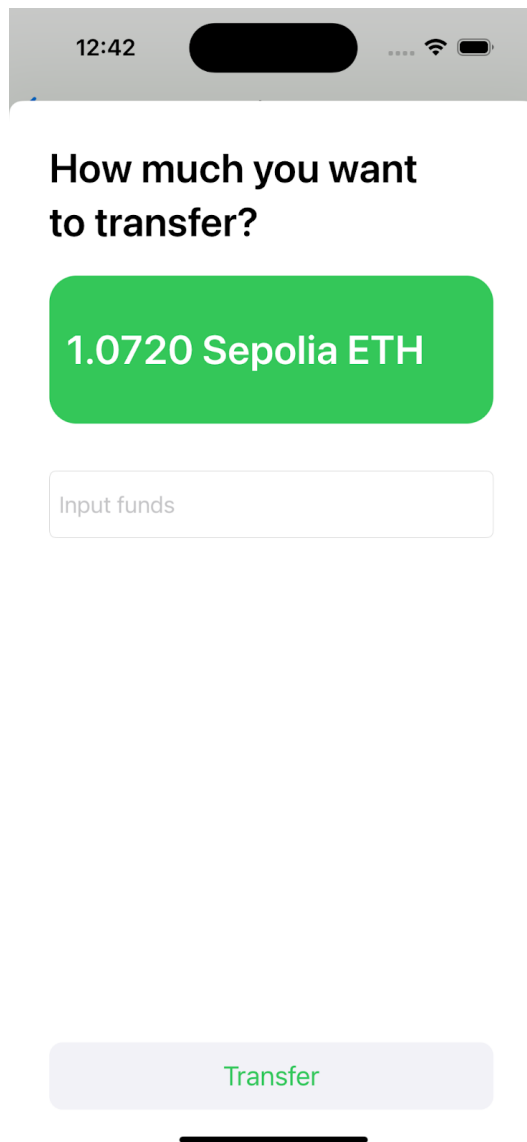 12:42
How much you want
to transfer?
1.0720 Sepolia ETH
Input funds
Transfer